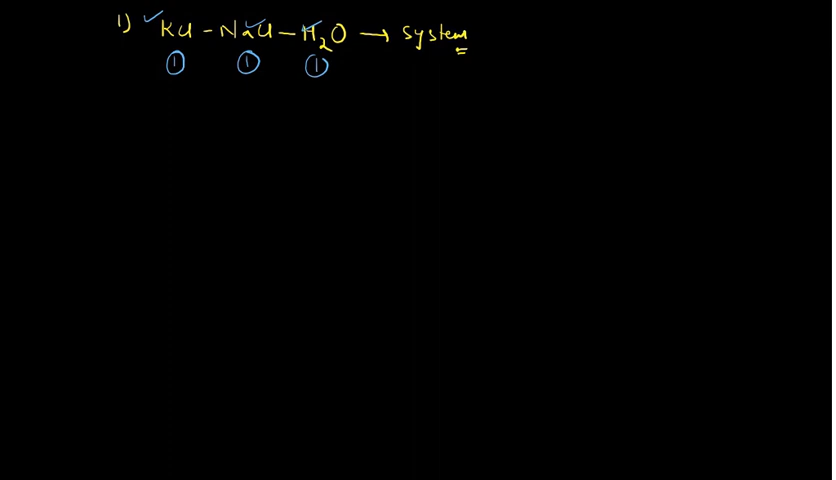 1) ✓KCl - NaCl - H₂O → System
① ① ①